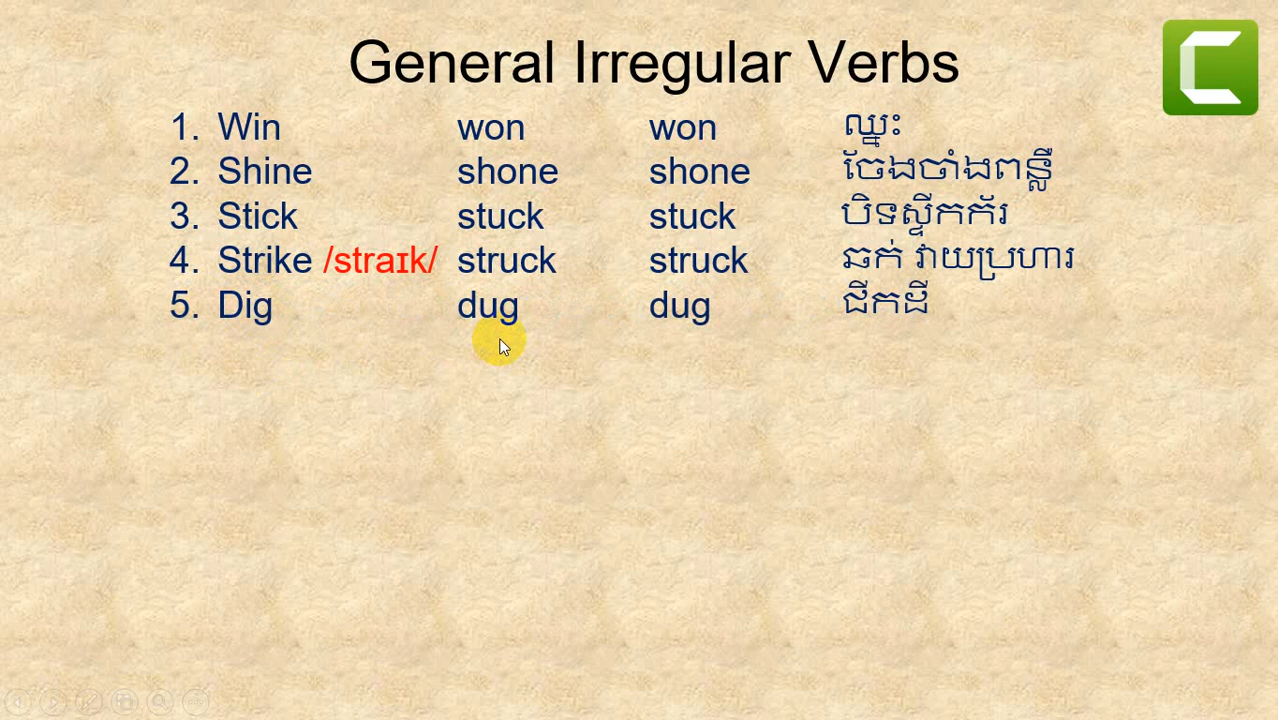 General Irregular Verbs
1. Win won won ឈ្នះ
2. Shine shone shone ចែងចាំងពន្លឺ
3. Stick stuck stuck បិទស្ទីកក័រ
4. Strike /straɪk/ struck struck ឆក់ វាយប្រហារ
5. Dig dug dug ជីកដី